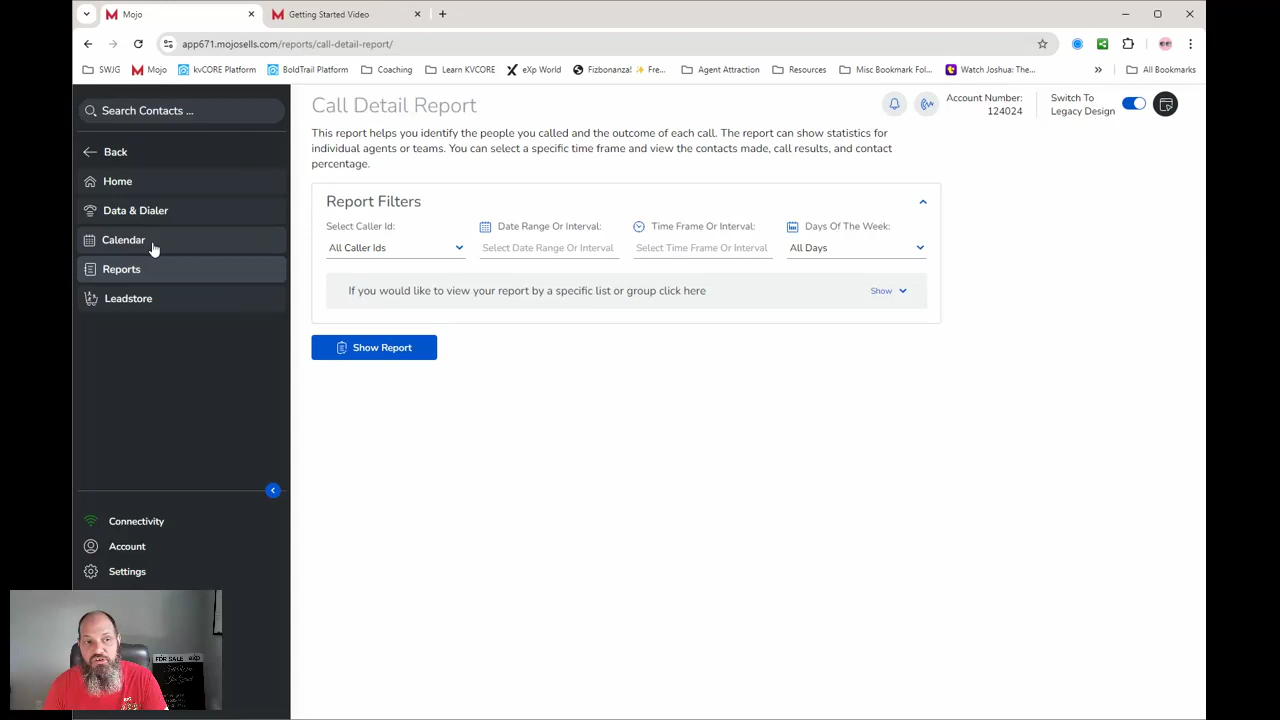 Mojo
Getting Started Video
app671.mojosells.com/reports/call-detail-report/
SWJG
Mojo
kvCORE Platform
BoldTrail Platform
Coaching
Learn KVCORE
eXp World
Fizbonanza! ✨ Fre...
Agent Attraction
Resources
Misc Bookmark Fol...
Watch Joshua: The...
»
All Bookmarks
Search Contacts ...
Back
Home
Data & Dialer
Calendar
Reports
Leadstore
Connectivity
Account
Settings
Call Detail Report
Account Number:
124024
Switch To
Legacy Design
This report helps you identify the people you called and the outcome of each call. The report can show statistics for
individual agents or teams. You can select a specific time frame and view the contacts made, call results, and contact
percentage.
Report Filters
Select Caller Id:
All Caller Ids
Date Range Or Interval:
Select Date Range Or Interval
Time Frame Or Interval:
Select Time Frame Or Interval
Days Of The Week:
All Days
If you would like to view your report by a specific list or group click here
Show
Show Report
FOR SALE eXp